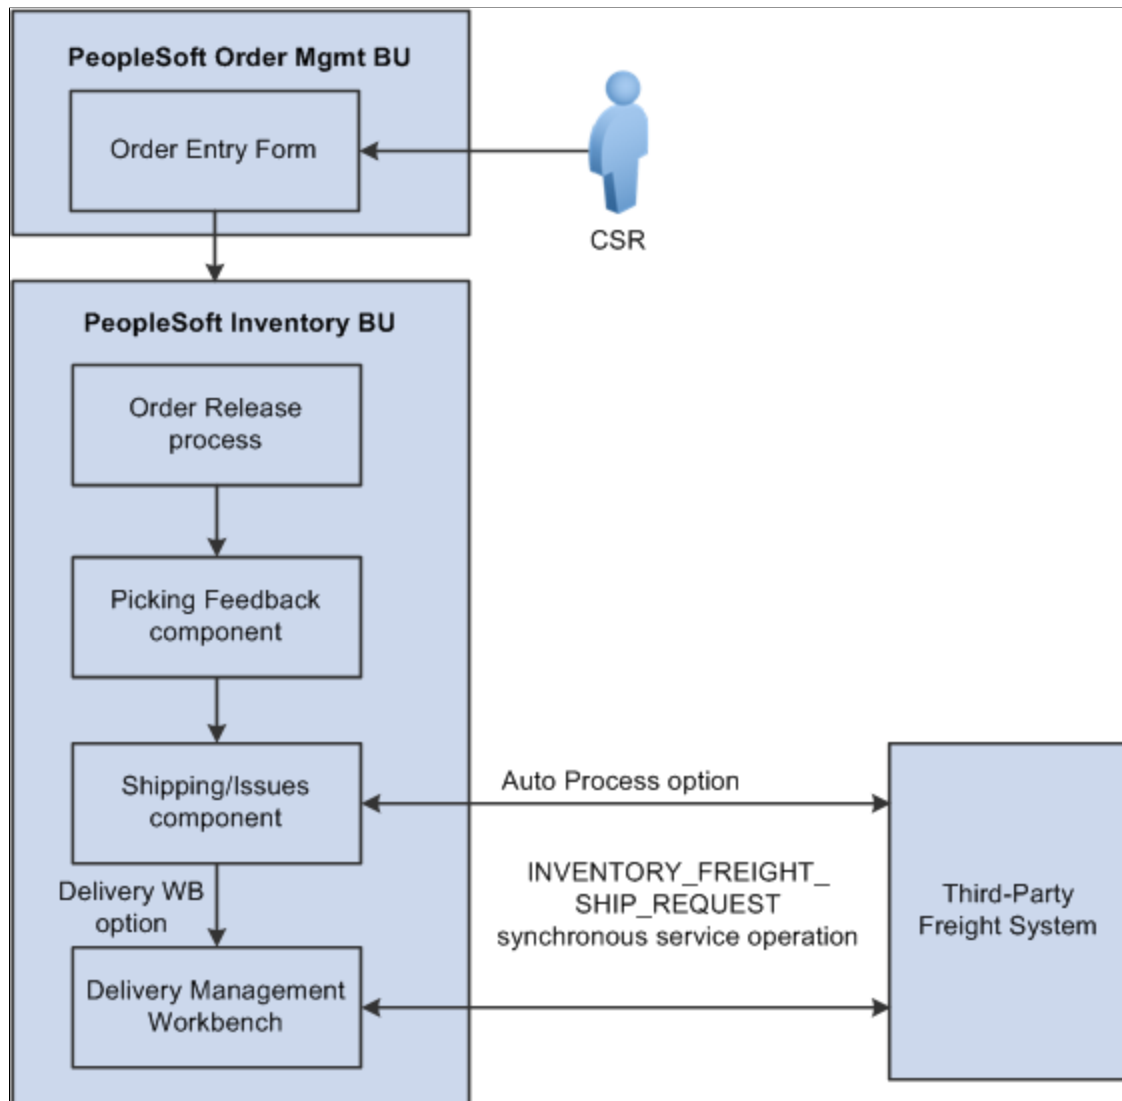 PeopleSoft Order Mgmt BU
Order Entry Form
CSR
PeopleSoft Inventory BU
Order Release
process
Picking Feedback
component
Shipping/Issues
component
Auto Process option
Delivery WB
option
INVENTORY_FREIGHT_
SHIP_REQUEST
synchronous service operation
Third-Party
Freight System
Delivery Management
Workbench